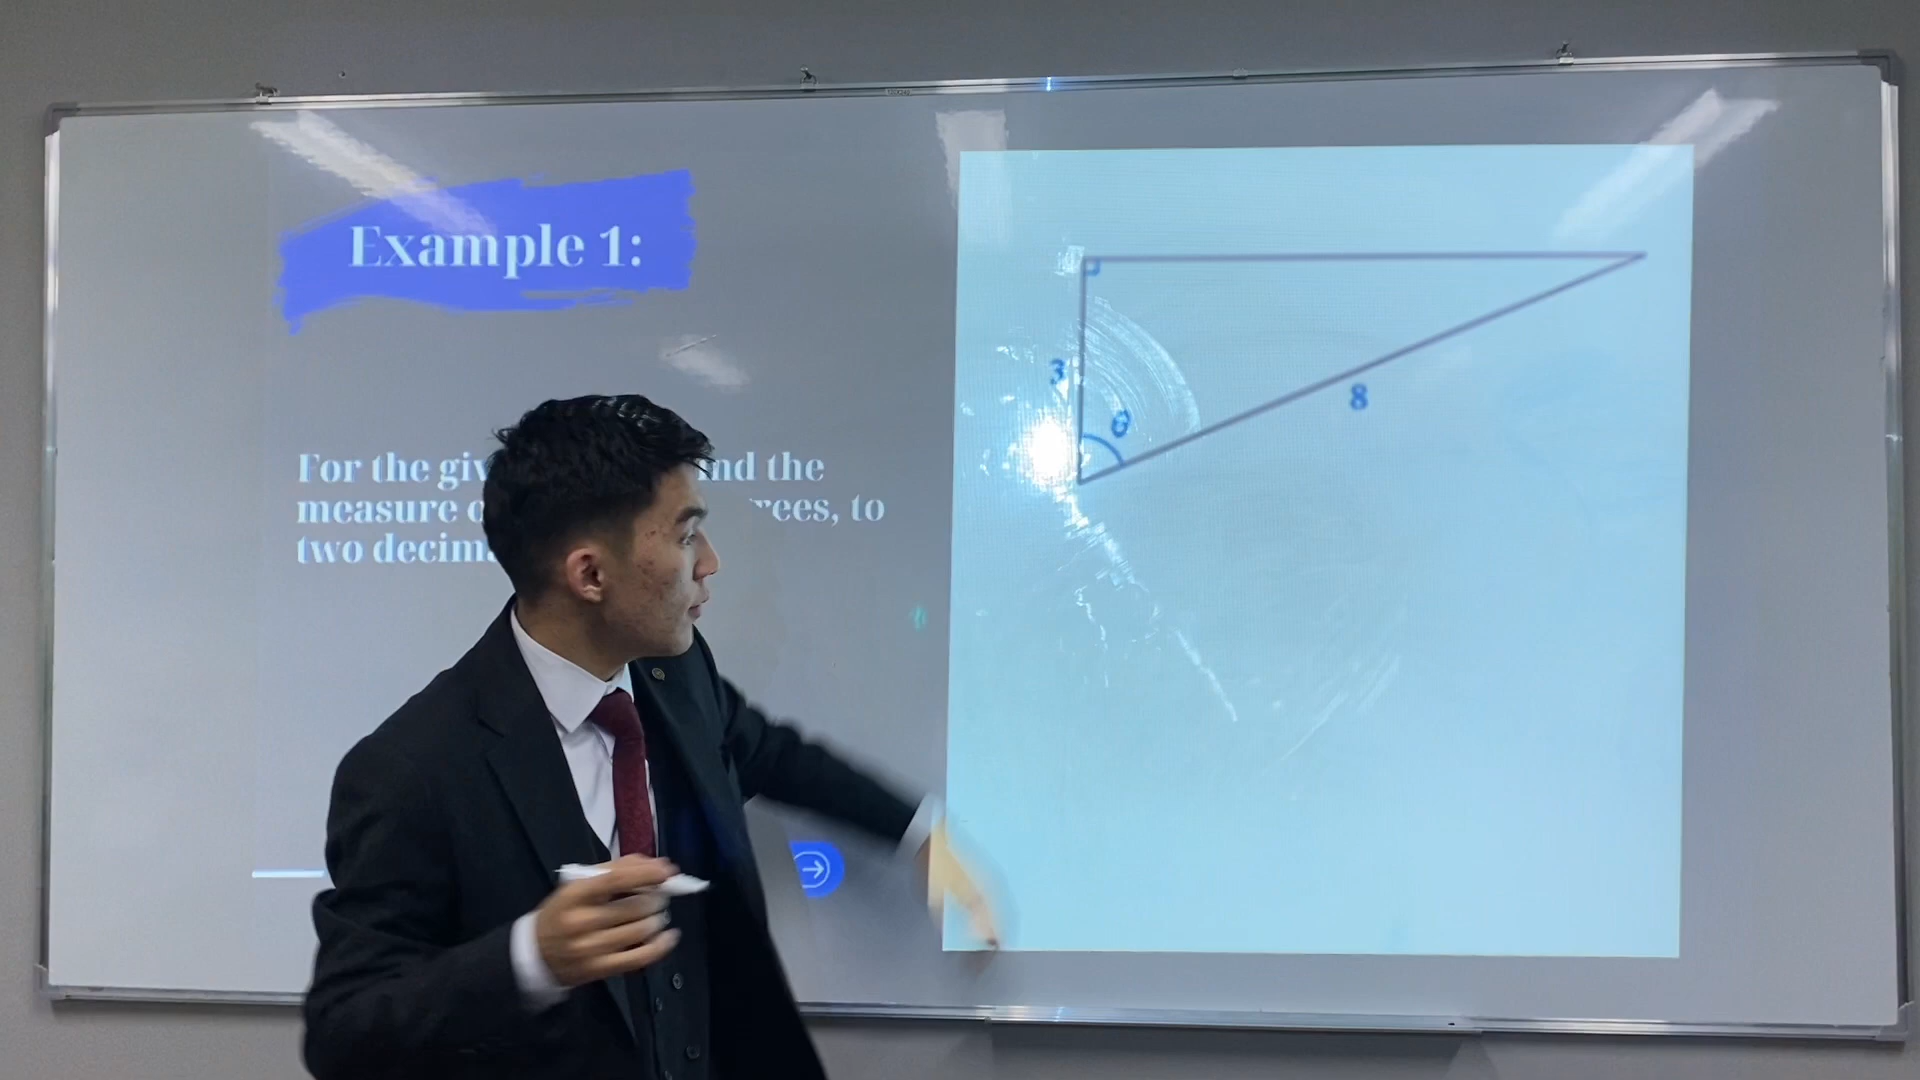 Example 1:
For the giv nd the
measure o rees, to
two decim
3
θ
8